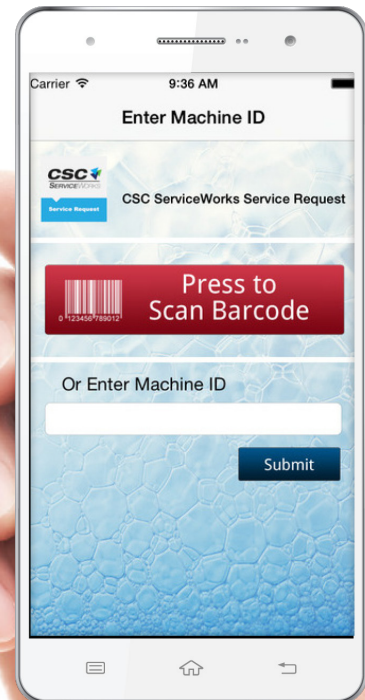 Carrier 9:36 AM
Enter Machine ID
CSC
SERVICEWORKS
Service Request
CSC ServiceWorks Service Request
Press to
Scan Barcode
0 123456 789012
Or Enter Machine ID
Submit